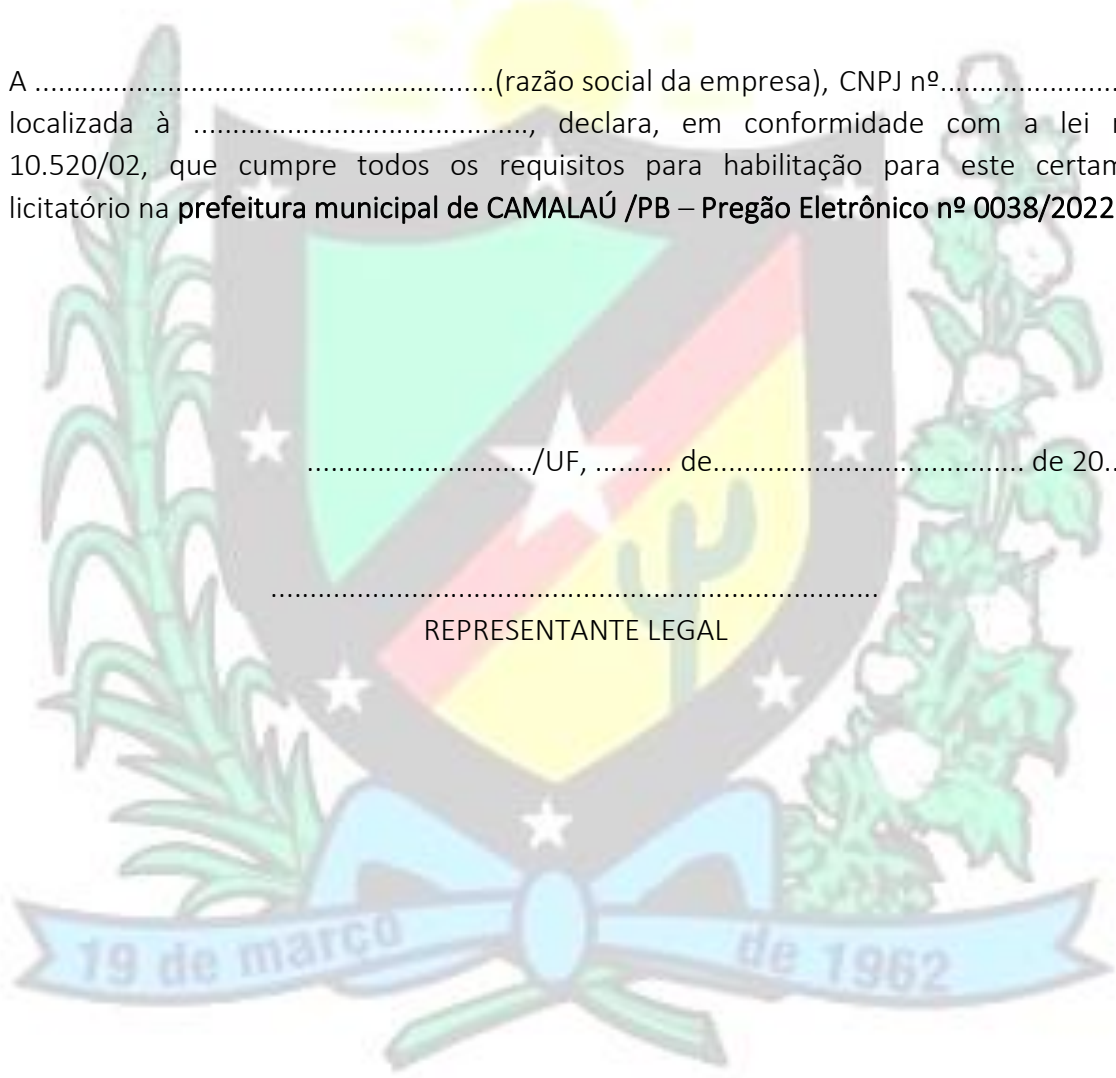 A ...........................................................(razão social da empresa), CNPJ nº.......................
localizada à ..........................................., declara, em conformidade com a lei
10.520/02, que cumpre todos os requisitos para habilitação para este
licitatório na prefeitura municipal de CAMALAÚ /PB – Pregão Eletrônico nº 0038/2022
............................./UF, .......... de........................................ de 20..
..............................................................................
REPRESENTANTE LEGAL
19 de março de 1962